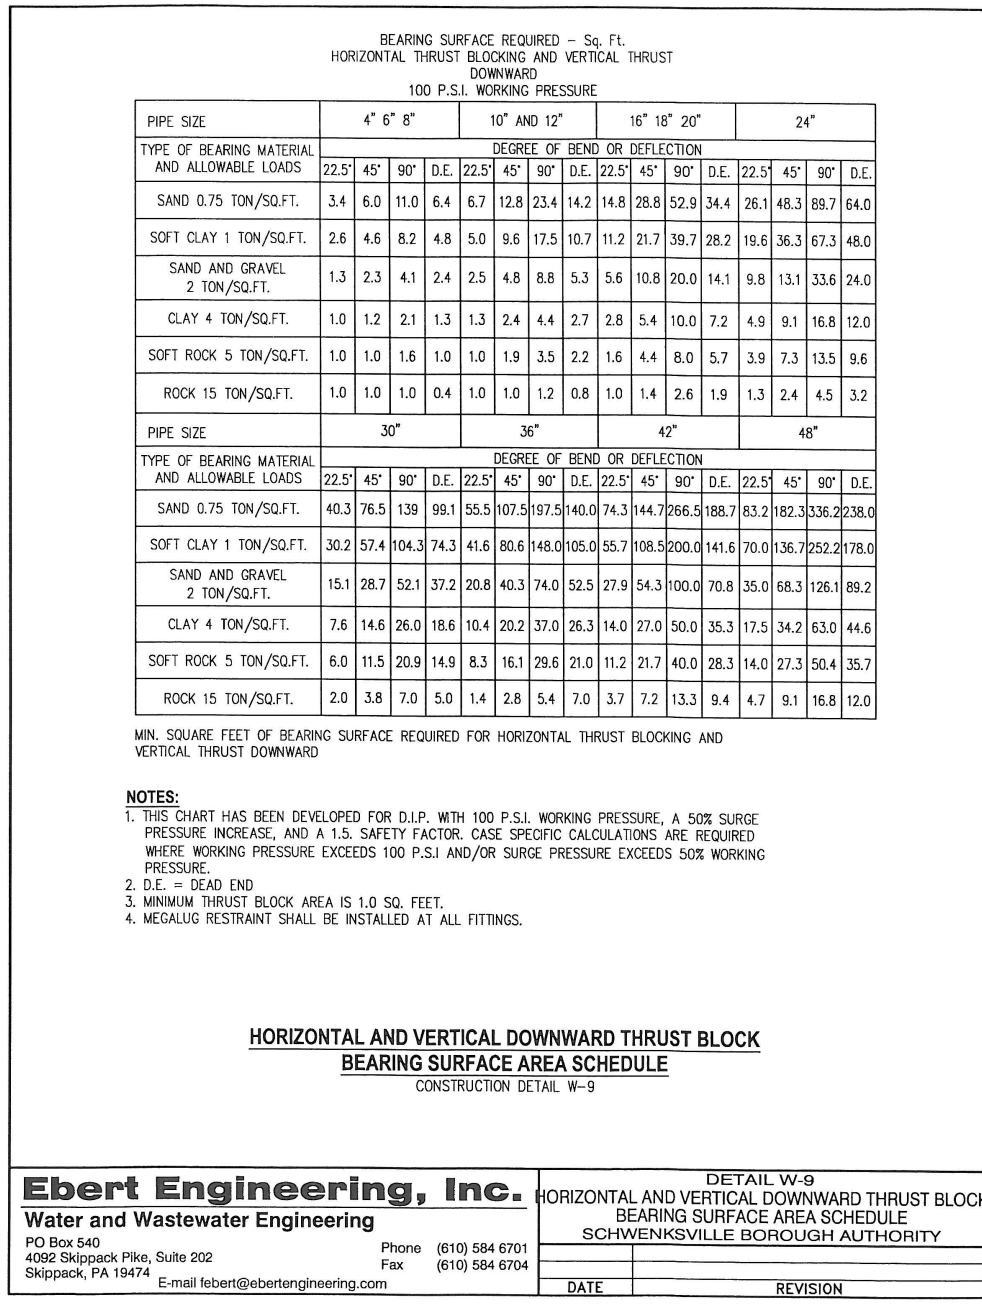 BEARING SURFACE REQUIRED – Sq. Ft.
HORIZONTAL THRUST BLOCKING AND VERTICAL THRUST
DOWNWARD
100 P.S.I. WORKING PRESSURE
PIPE SIZE 4" 6" 8" 10" AND 12" 16" 18" 20" 24"
TYPE OF BEARING MATERIAL AND ALLOWABLE LOADS DEGREE OF BEND OR DEFLECTION
22.5° 45° 90° D.E. 22.5° 45° 90° D.E. 22.5° 45° 90° D.E. 22.5° 45° 90° D.E.
SAND 0.75 TON/SQ.FT. 3.4 6.0 11.0 6.4 6.7 12.8 23.4 14.2 14.8 28.8 52.9 34.4 26.1 48.3 89.7 64.0
SOFT CLAY 1 TON/SQ.FT. 2.6 4.6 8.2 4.8 5.0 9.6 17.5 10.7 11.2 21.7 39.7 28.2 19.6 36.3 67.3 48.0
SAND AND GRAVEL
2 TON/SQ.FT. 1.3 2.3 4.1 2.4 2.5 4.8 8.8 5.3 5.6 10.8 20.0 14.1 9.8 13.1 33.6 24.0
CLAY 4 TON/SQ.FT. 1.0 1.2 2.1 1.3 1.3 2.4 4.4 2.7 2.8 5.4 10.0 7.2 4.9 9.1 16.8 12.0
SOFT ROCK 5 TON/SQ.FT. 1.0 1.0 1.6 1.0 1.0 1.9 3.5 2.2 1.6 4.4 8.0 5.7 3.9 7.3 13.5 9.6
ROCK 15 TON/SQ.FT. 1.0 1.0 1.0 0.4 1.0 1.0 1.2 0.8 1.0 1.4 2.6 1.9 1.3 2.4 4.5 3.2
PIPE SIZE 30" 36" 42" 48"
TYPE OF BEARING MATERIAL AND ALLOWABLE LOADS DEGREE OF BEND OR DEFLECTION
22.5° 45° 90° D.E. 22.5° 45° 90° D.E. 22.5° 45° 90° D.E. 22.5° 45° 90° D.E.
SAND 0.75 TON/SQ.FT. 40.3 76.5 139 99.1 55.5 107.5 197.5 140.0 74.3 144.7 266.5 188.7 83.2 182.3 336.2 238.0
SOFT CLAY 1 TON/SQ.FT. 30.2 57.4 104.3 74.3 41.6 80.6 148.0 105.0 55.7 108.5 200.0 141.6 70.0 136.7 252.2 178.0
SAND AND GRAVEL
2 TON/SQ.FT. 15.1 28.7 52.1 37.2 20.8 40.3 74.0 52.5 27.9 54.3 100.0 70.8 35.0 68.3 126.1 89.2
CLAY 4 TON/SQ.FT. 7.6 14.6 26.0 18.6 10.4 20.2 37.0 26.3 14.0 27.0 50.0 35.3 17.5 34.2 63.0 44.6
SOFT ROCK 5 TON/SQ.FT. 6.0 11.5 20.9 14.9 8.3 16.1 29.6 21.0 11.2 21.7 40.0 28.3 14.0 27.3 50.4 35.7
ROCK 15 TON/SQ.FT. 2.0 3.8 7.0 5.0 1.4 2.8 5.4 7.0 3.7 7.2 13.3 9.4 4.7 9.1 16.8 12.0
MIN. SQUARE FEET OF BEARING SURFACE REQUIRED FOR HORIZONTAL THRUST BLOCKING AND
VERTICAL THRUST DOWNWARD
NOTES:
1. THIS CHART HAS BEEN DEVELOPED FOR D.I.P. WITH 100 P.S.I. WORKING PRESSURE, A 50% SURGE
PRESSURE INCREASE, AND A 1.5. SAFETY FACTOR. CASE SPECIFIC CALCULATIONS ARE REQUIRED
WHERE WORKING PRESSURE EXCEEDS 100 P.S.I AND/OR SURGE PRESSURE EXCEEDS 50% WORKING
PRESSURE.
2. D.E. = DEAD END
3. MINIMUM THRUST BLOCK AREA IS 1.0 SQ. FEET.
4. MEGALUG RESTRAINT SHALL BE INSTALLED AT ALL FITTINGS.
HORIZONTAL AND VERTICAL DOWNWARD THRUST BLOCK
BEARING SURFACE AREA SCHEDULE
CONSTRUCTION DETAIL W–9
Ebert Engineering, Inc.
Water and Wastewater Engineering
PO Box 540
4092 Skippack Pike, Suite 202
Skippack, PA 19474
Phone (610) 584 6701
Fax (610) 584 6704
E-mail febert@ebertengineering.com
DETAIL W-9
HORIZONTAL AND VERTICAL DOWNWARD THRUST BLOCK
BEARING SURFACE AREA SCHEDULE
SCHWENKSVILLE BOROUGH AUTHORITY
DATE REVISION